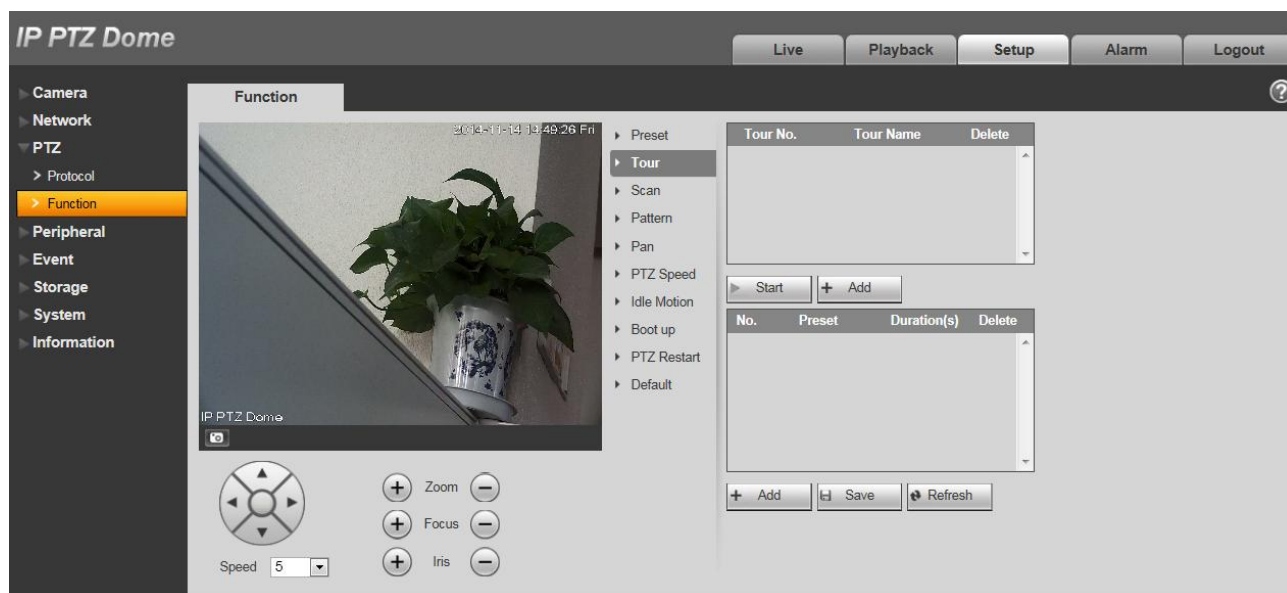 IP PTZ Dome
Live Playback Setup Alarm Logout
Camera
Network
PTZ
Protocol
Function
Peripheral
Event
Storage
System
Information
Function
2014-11-14 14:49:26 Fri
IP PTZ Dome
Speed 5
Zoom
Focus
Iris
Preset
Tour
Scan
Pattern
Pan
PTZ Speed
Idle Motion
Boot up
PTZ Restart
Default
Tour No. Tour Name Delete
Start Add
No. Preset Duration(s) Delete
Add Save Refresh